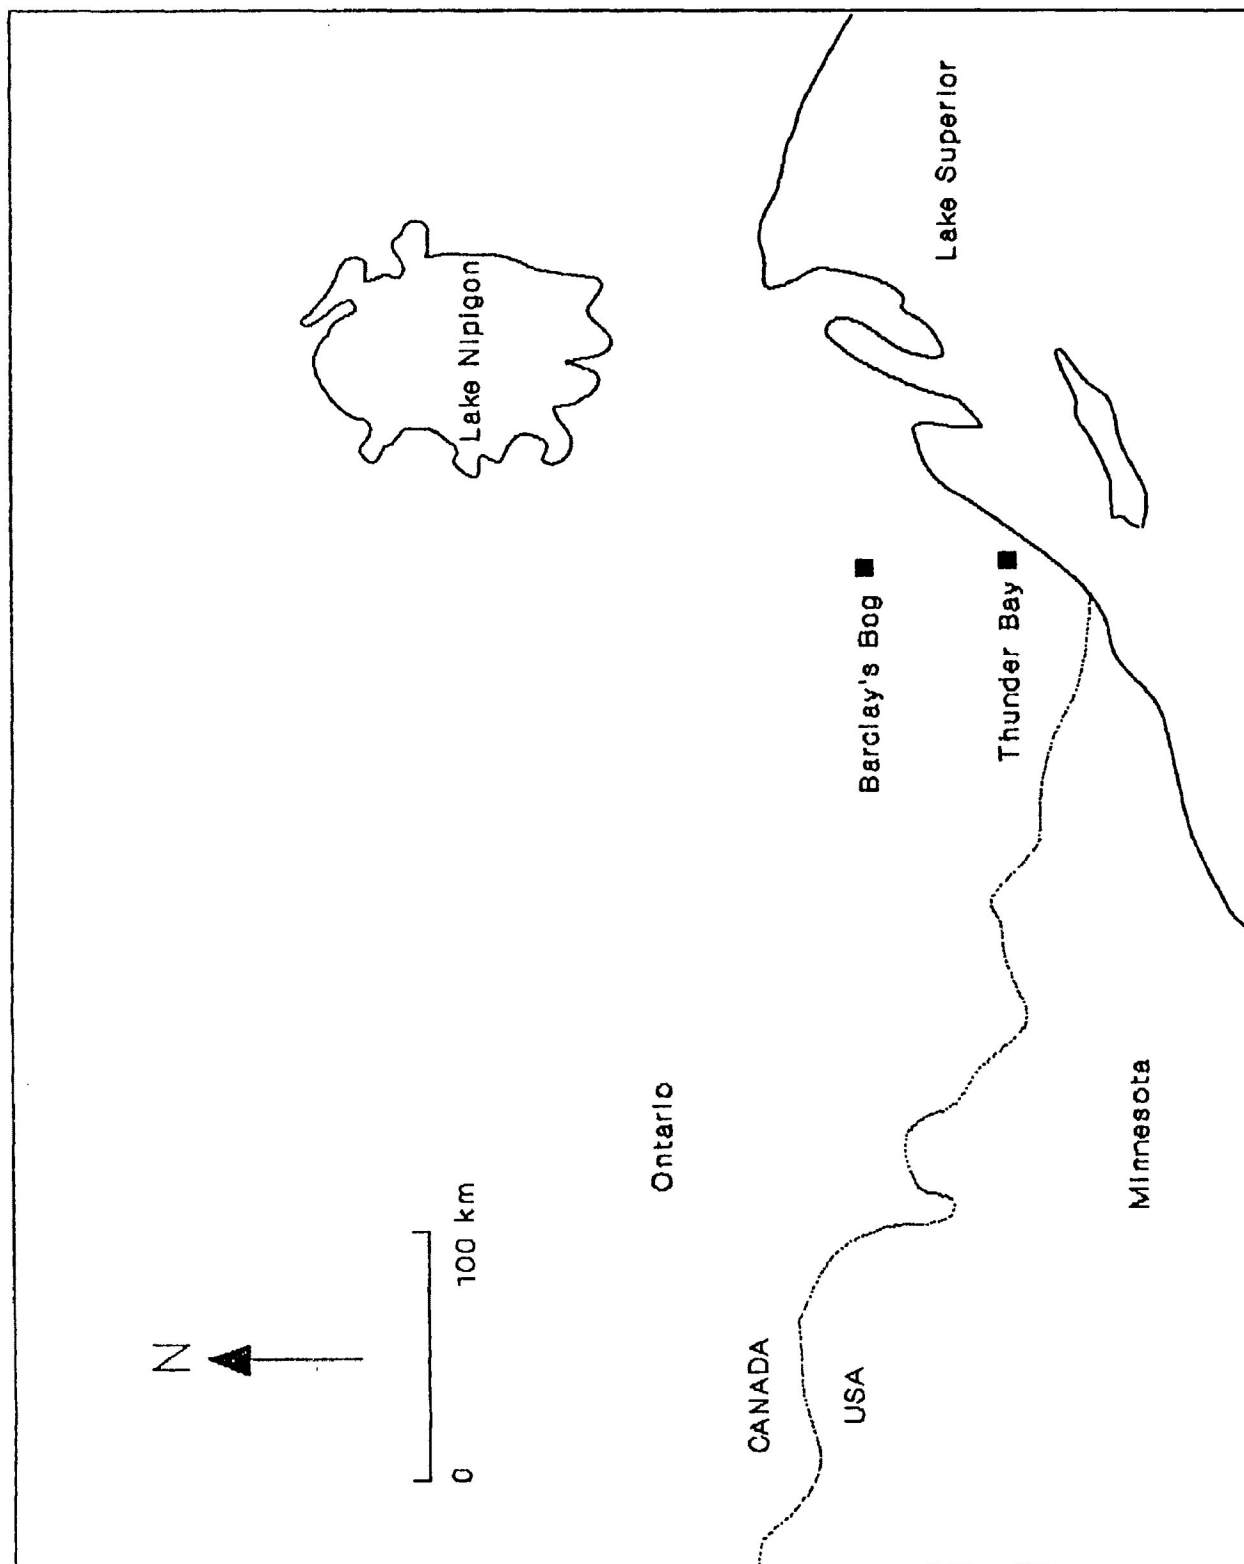 N
0 100 km
Lake Nipigon
Ontario
CANADA
USA
Barclay's Bog
Lake Superior
Thunder Bay
Minnesota